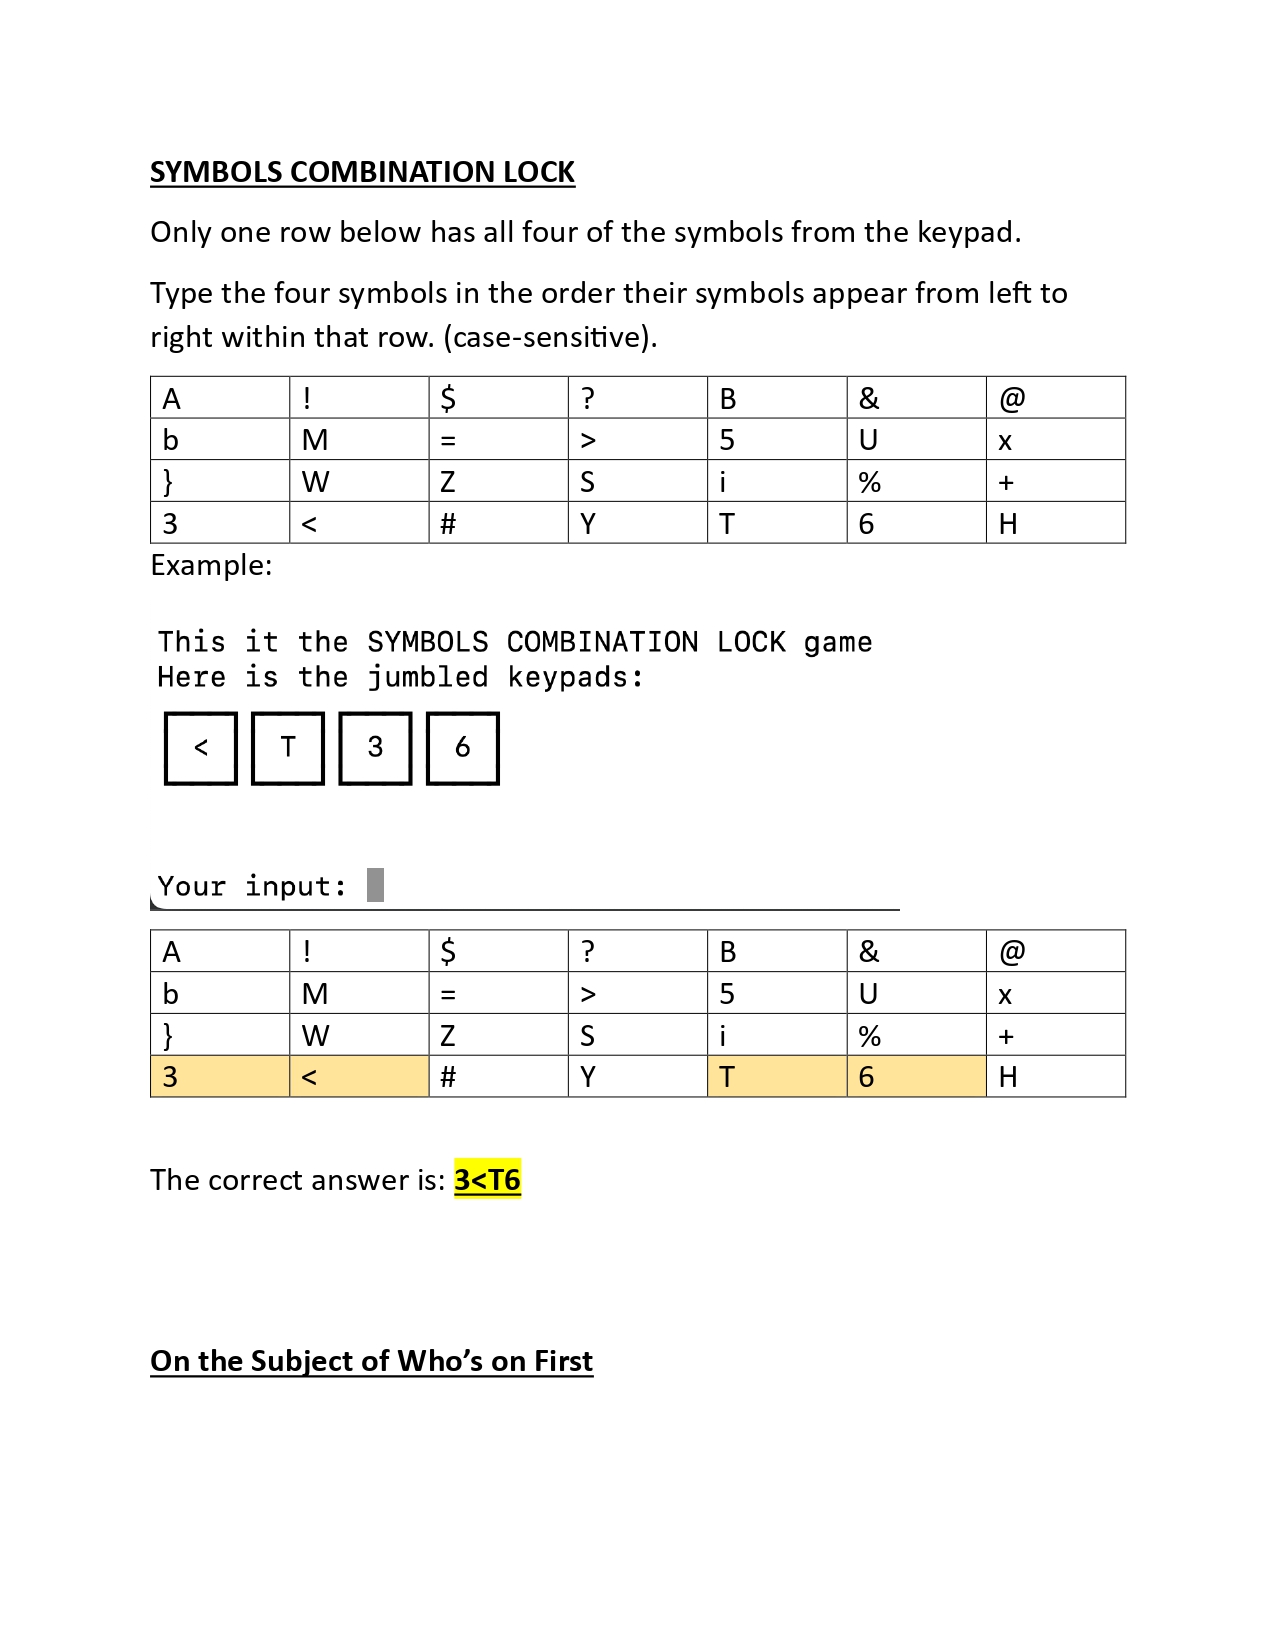 SYMBOLS COMBINATION LOCK
Only one row below has all four of the symbols from the keypad.
Type the four symbols in the order their symbols appear from left to
right within that row. (case-sensitive).
A ! $ ? B & @
b M = > 5 U x
} W Z S i % +
3 < # Y T 6 H
Example:
This it the SYMBOLS COMBINATION LOCK game
Here is the jumbled keypads:
< T 3 6
Your input:
A ! $ ? B & @
b M = > 5 U x
} W Z S i % +
3 < # Y T 6 H
The correct answer is: 3<T6
On the Subject of Who’s on First